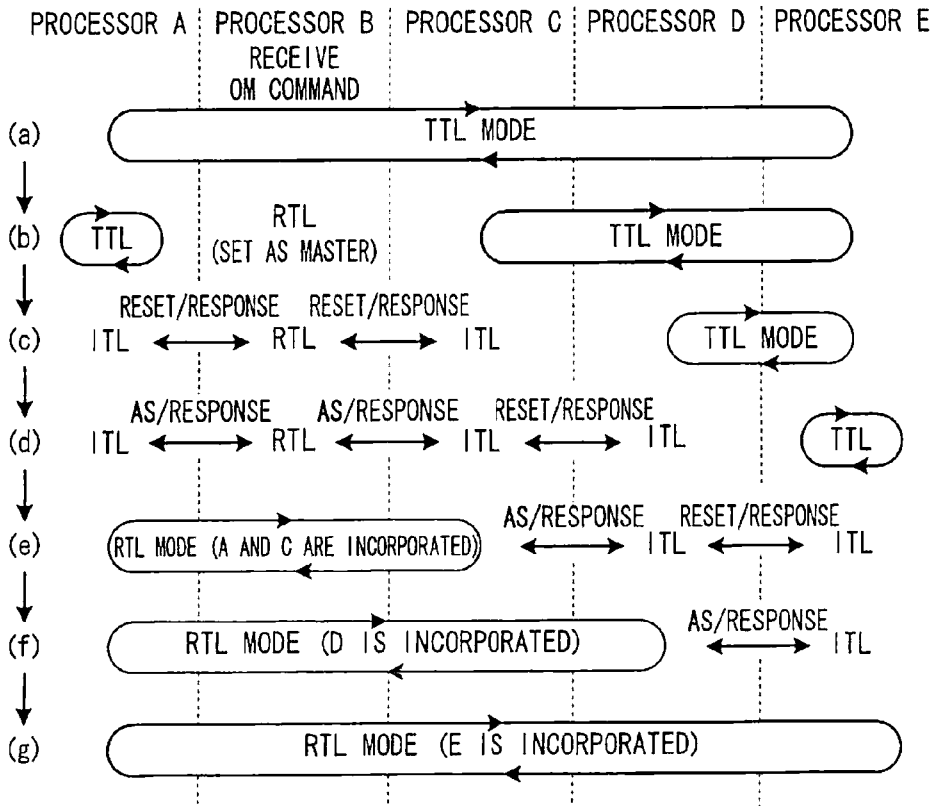 PROCESSOR A PROCESSOR B PROCESSOR C PROCESSOR D PROCESSOR E
RECEIVE
OM COMMAND
(a) TTL MODE
(b) TTL RTL TTL MODE
(SET AS MASTER)
RESET/RESPONSE RESET/RESPONSE
(c) ITL RTL ITL TTL MODE
AS/RESPONSE AS/RESPONSE RESET/RESPONSE
(d) ITL RTL ITL ITL TTL
AS/RESPONSE RESET/RESPONSE
(e) RTL MODE (A AND C ARE INCORPORATED) ITL ITL
AS/RESPONSE
(f) RTL MODE (D IS INCORPORATED) ITL
(g) RTL MODE (E IS INCORPORATED)